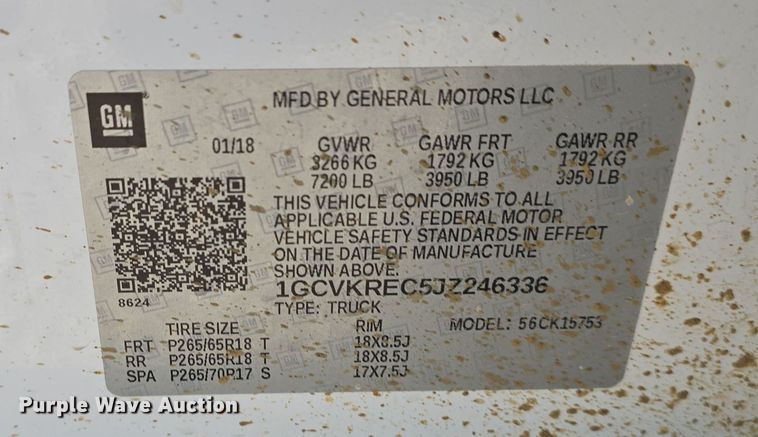 GM
MFD BY GENERAL MOTORS LLC
01/18 GVWR GAWR FRT GAWR RR
3266 KG 1792 KG 1792 KG
7200 LB 3950 LB 3950 LB
THIS VEHICLE CONFORMS TO ALL
APPLICABLE U.S. FEDERAL MOTOR
VEHICLE SAFETY STANDARDS IN EFFECT
ON THE DATE OF MANUFACTURE
SHOWN ABOVE.
8624
1GCVKREC5JZ246336
TYPE: TRUCK
TIRE SIZE RIM MODEL: 56CK15753
FRT P265/65R18 T 18X8.5J
RR P265/65R18 T 18X8.5J
SPA P265/70R17 S 17X7.5J
Purple Wave Auction